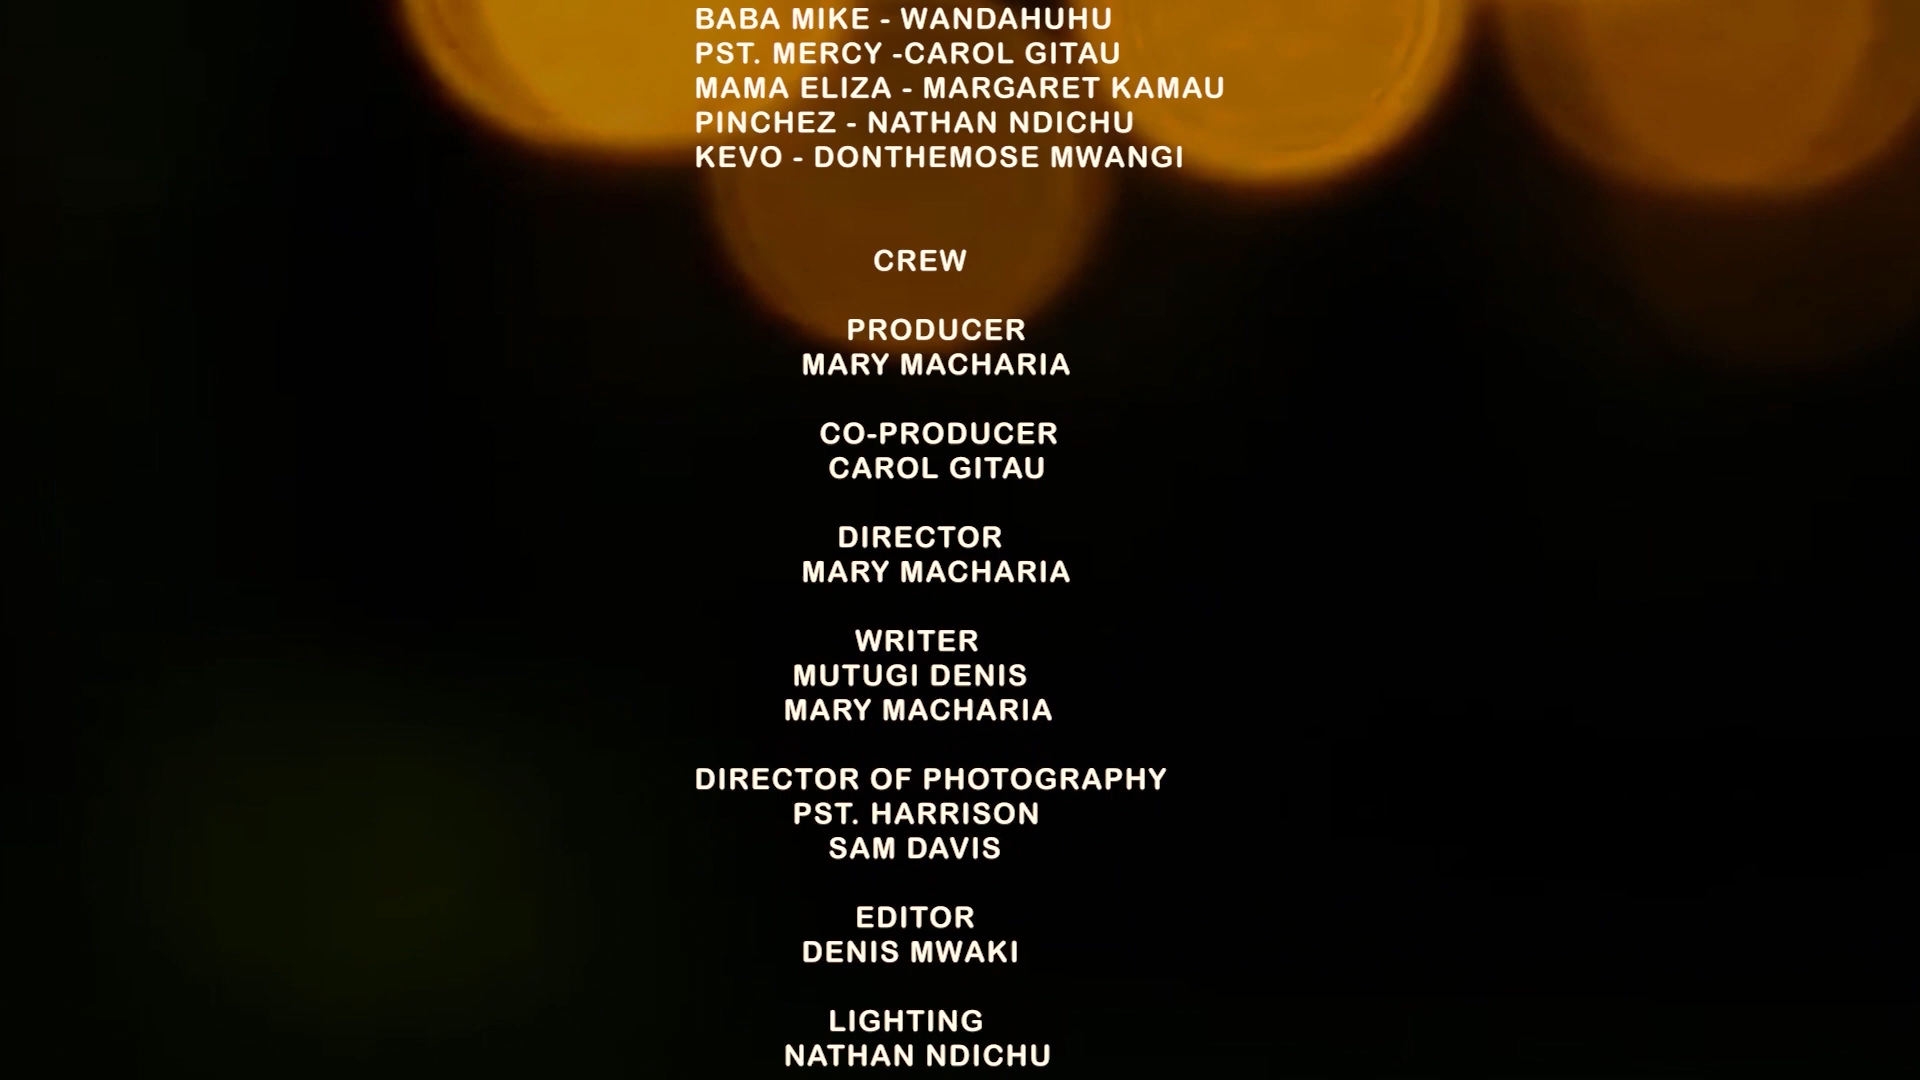 BABA MIKE - WANDAHUHU
PST. MERCY -CAROL GITAU
MAMA ELIZA - MARGARET KAMAU
PINCHEZ - NATHAN NDICHU
KEVO - DONTHEMOSE MWANGI
CREW
PRODUCER
MARY MACHARIA
CO-PRODUCER
CAROL GITAU
DIRECTOR
MARY MACHARIA
WRITER
MUTUGI DENIS
MARY MACHARIA
DIRECTOR OF PHOTOGRAPHY
PST. HARRISON
SAM DAVIS
EDITOR
DENIS MWAKI
LIGHTING
NATHAN NDICHU